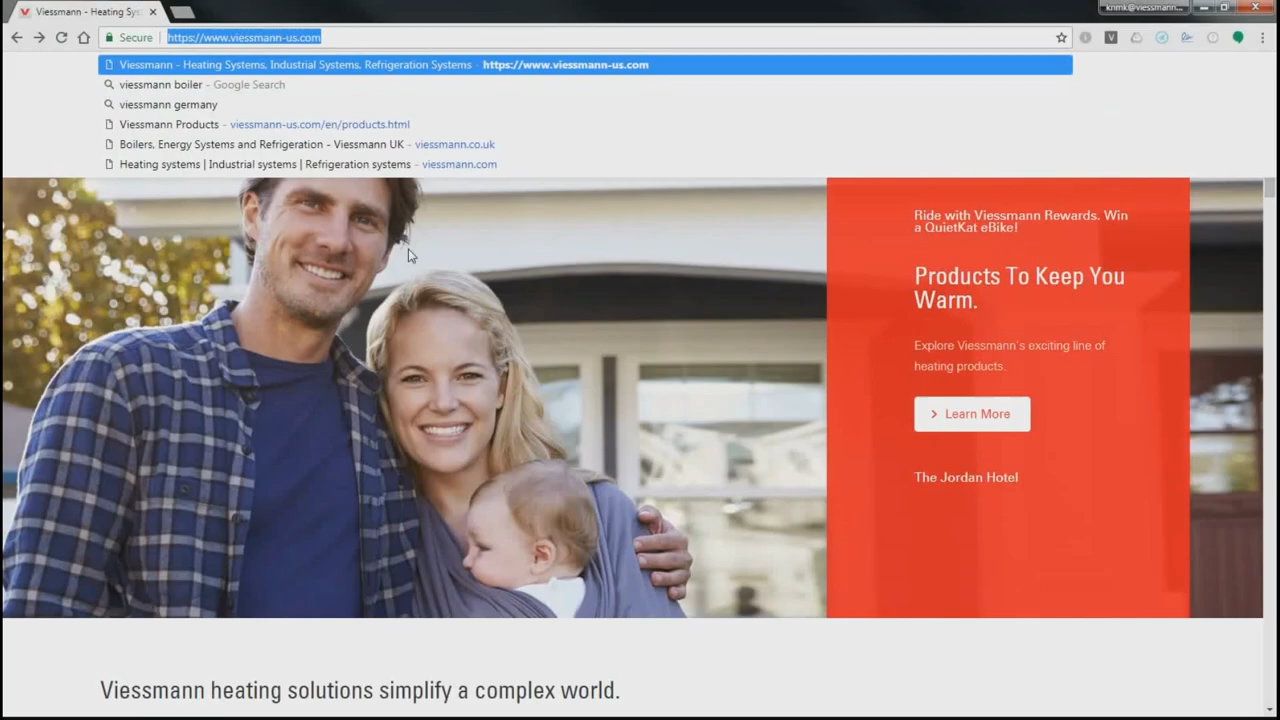 Viessmann - Heating Sys
knmk@viessmann...
Secure
https://www.viessmann-us.com
Viessmann - Heating Systems, Industrial Systems, Refrigeration Systems - https://www.viessmann-us.com
viessmann boiler - Google Search
viessmann germany
Viessmann Products - viessmann-us.com/en/products.html
Boilers, Energy Systems and Refrigeration - Viessmann UK - viessmann.co.uk
Heating systems | Industrial systems | Refrigeration systems - viessmann.com
Ride with Viessmann Rewards. Win
a QuietKat eBike!
Products To Keep You
Warm.
Explore Viessmann's exciting line of
heating products.
Learn More
The Jordan Hotel
Viessmann heating solutions simplify a complex world.